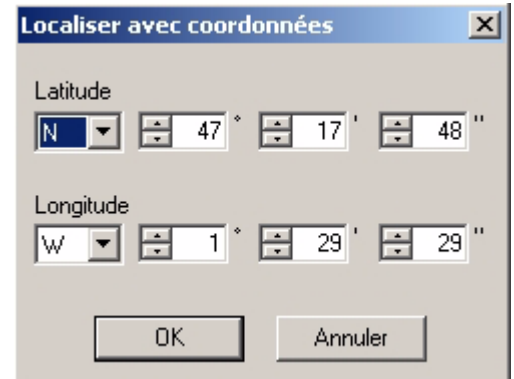 Localiser avec coordonnées
Latitude
N 47 ° 17 ' 48 "
Longitude
W 1 ° 29 ' 29 "
OK Annuler